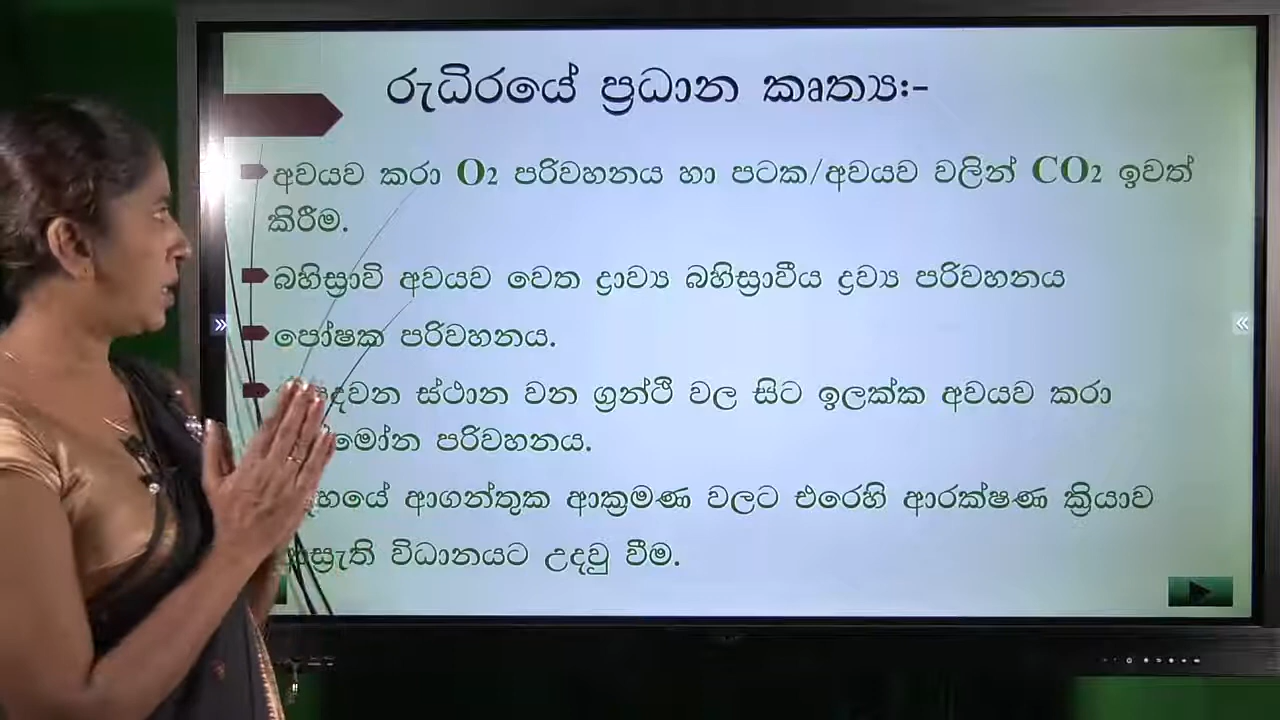 රුධිරයේ ප්‍රධාන කෘත්‍යය:-
අවයව කරා O₂ පරිවහනය හා පටක/අවයව වලින් CO₂ ඉවත්
කිරීම.
බහිස්‍රාවි අවයව වෙත ද්‍රාව්‍ය බහිස්‍රාවීය ද්‍රව්‍ය පරිවහනය
පෝෂක පරිවහනය.
ස්ථාන වන ග්‍රන්ථි වල සිට ඉලක්ක අවයව කරා
පරිවහනය.
ආගන්තුක ආක්‍රමණ වලට එරෙහි ආරක්ෂණ ක්‍රියාව
විධානයට උදවු වීම.